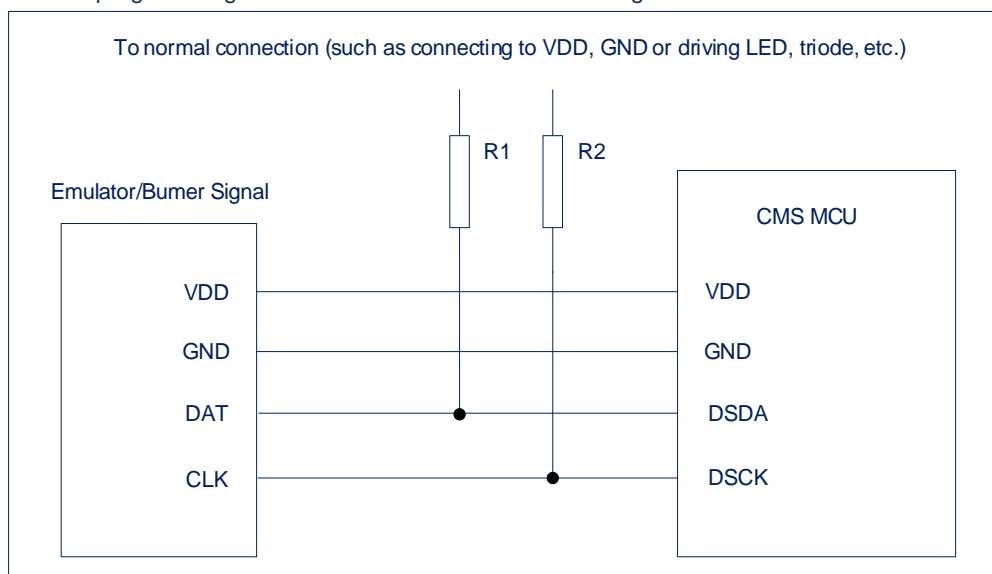 To normal connection (such as connecting to VDD, GND or driving LED, triode, etc.)
R1
R2
Emulator/Burner Signal
CMS MCU
VDD
VDD
GND
GND
DAT
DSDA
CLK
DSCK